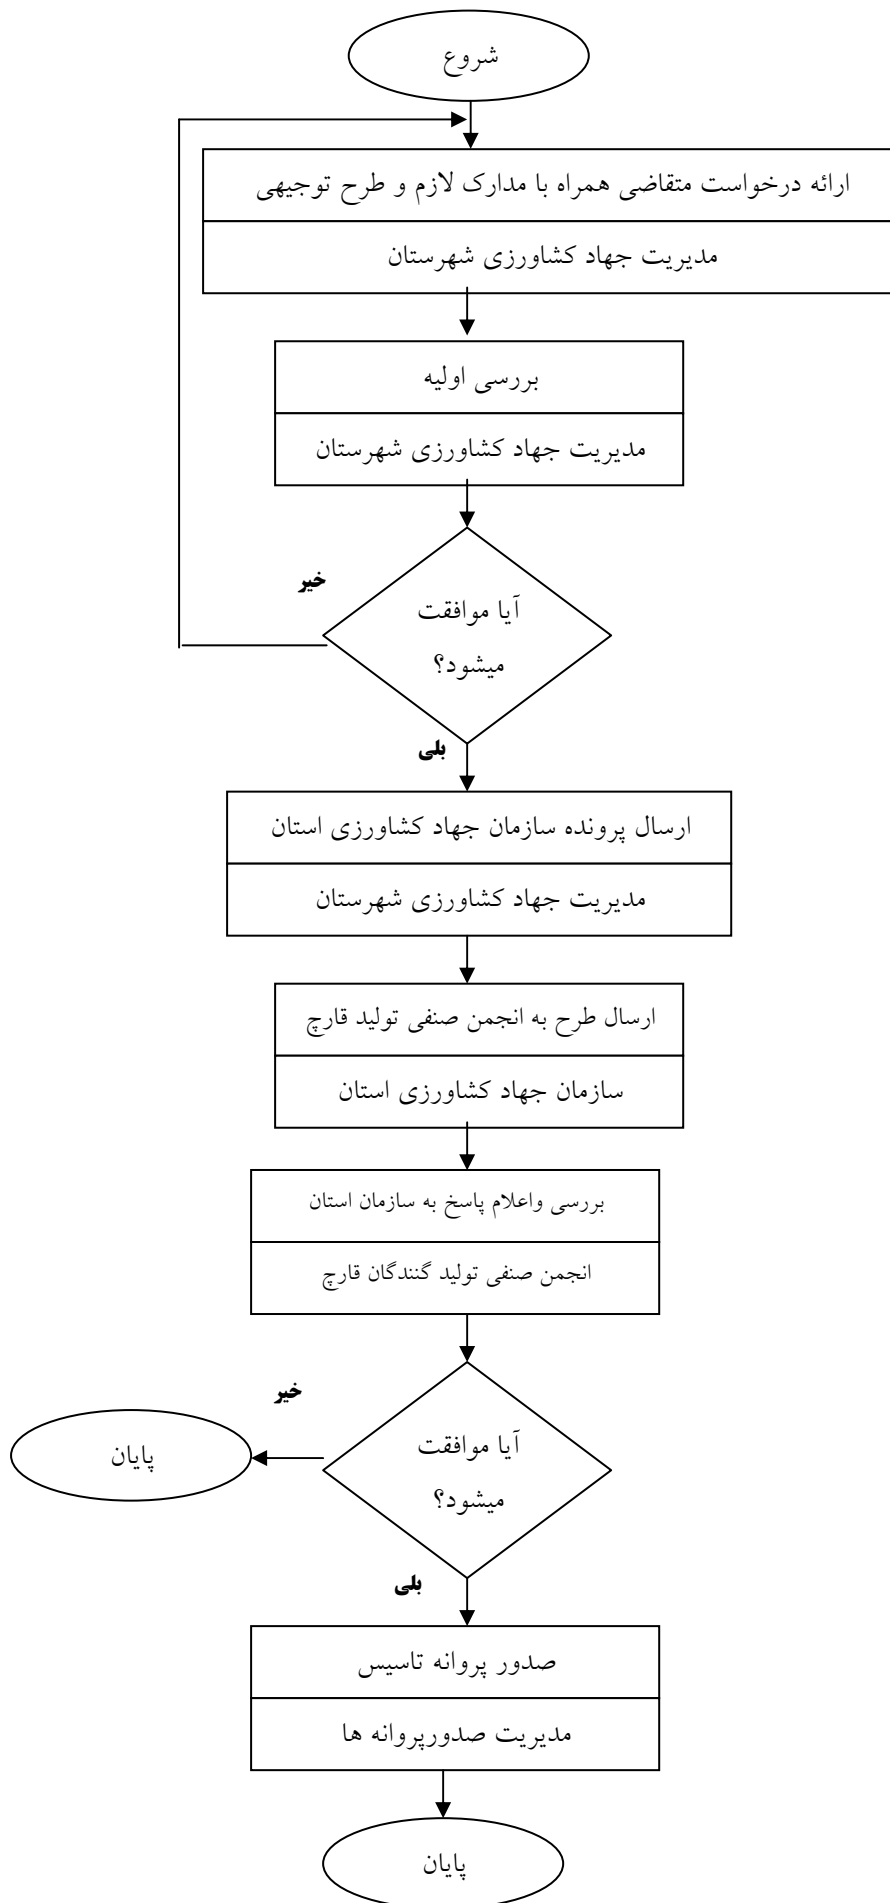 شروع
ارائه درخواست متقاضی همراه با مدارک لازم و طرح توجیهی
مدیریت جهاد کشاورزی شهرستان
بررسی اولیه
مدیریت جهاد کشاورزی شهرستان
خیر
آیا موافقت
میشود؟
بلی
ارسال پرونده سازمان جهاد کشاورزی استان
مدیریت جهاد کشاورزی شهرستان
ارسال طرح به انجمن صنفی تولید قارچ
سازمان جهاد کشاورزی استان
بررسی واعلام پاسخ به سازمان استان
انجمن صنفی تولید گنندگان قارچ
خیر
آیا موافقت
میشود؟
پایان
بلی
صدور پروانه تاسیس
مدیریت صدورپروانه ها
پایان